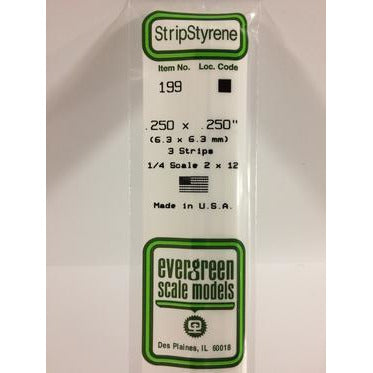 StripStyrene
Item No. Loc. Code
199
.250 x .250"
(6.3 x 6.3 mm)
3 Strips
1/4 Scale 2 x 12
Made in U.S.A.
evergreen
scale models
Des Plaines, IL 60018